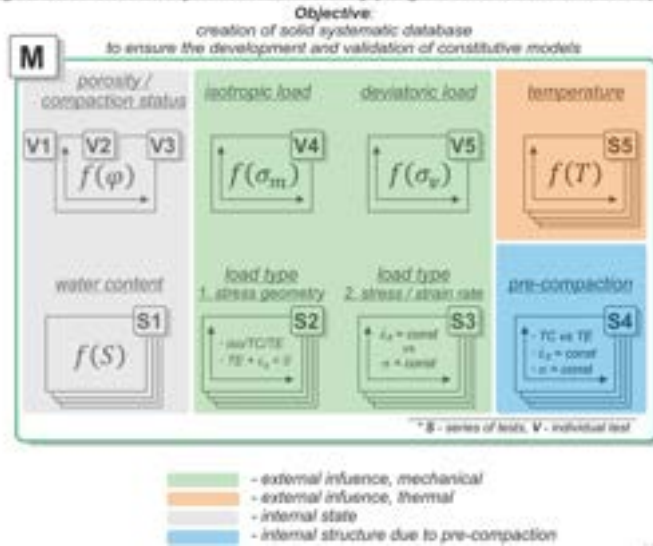 Objective:
creation of solid systematic database
to ensure the development and validation of constitutive models
M
porosity /
compaction status
isotropic load
deviatoric load
temperature
V1
V2
V3
f(φ)
V4
f(σm)
V5
f(σv)
S5
f(T)
water content
load type
1. stress geometry
load type
2. stress / strain rate
pre-compaction
S1
f(S)
S2
- iso/TC/TE
S3
= const
vs
σ = const
S4
- TC vs TE
= const
- σ = const
* S - series of tests, V - individual test
- external infuence, mechanical
- external infuence, thermal
- internal state
- internal structure due to pre-compaction